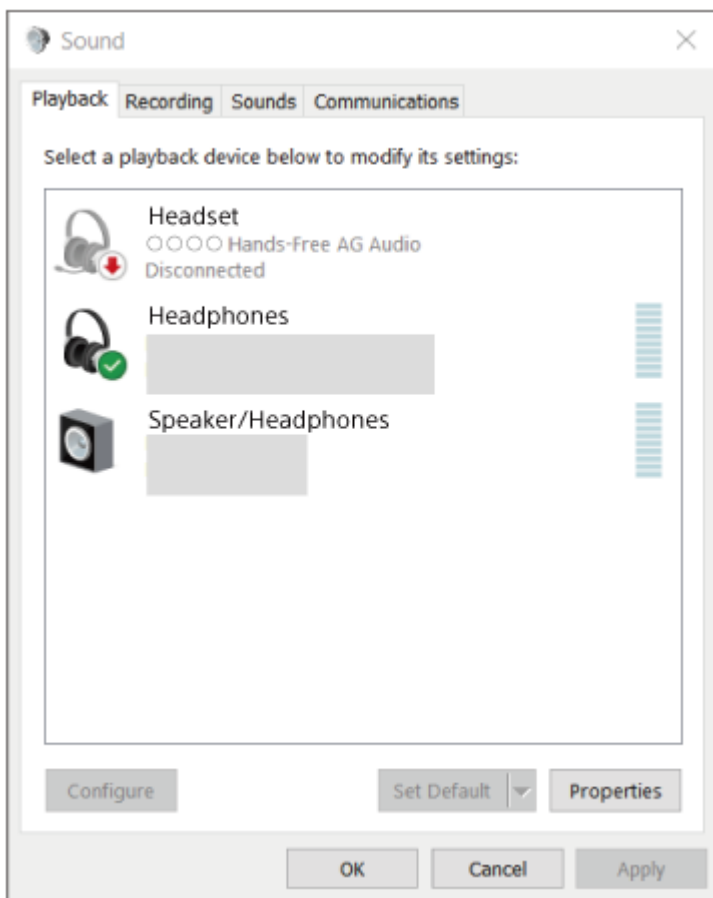 Sound
Playback Recording Sounds Communications
Select a playback device below to modify its settings:
Headset
○○○○ Hands-Free AG Audio
Disconnected
Headphones
Speaker/Headphones
Configure Set Default Properties
OK Cancel Apply